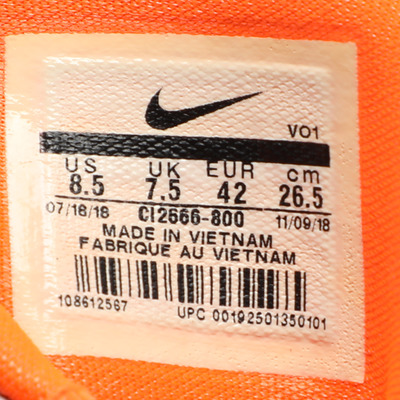 VO1
US UK EUR cm
8.5 7.5 42 26.5
07/16/18 CI2666-800 11/09/18
MADE IN VIETNAM
FABRIQUE AU VIETNAM
108612567 UPC 00192501350101